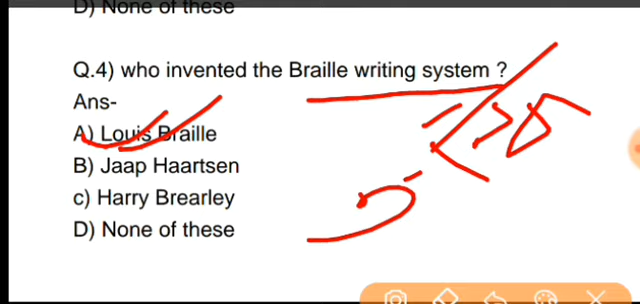 D) None of these
Q.4) who invented the Braille writing system ?
Ans-
A) Louis Braille
B) Jaap Haartsen
c) Harry Brearley
D) None of these